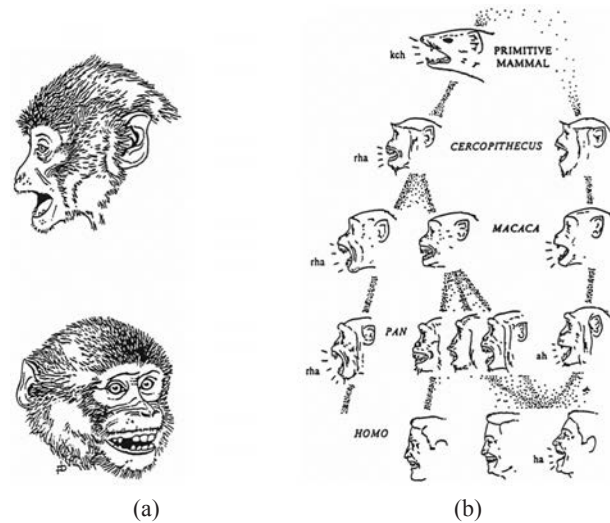 kch
PRIMITIVE
MAMMAL
rha
CERCOPITHECUS
rha
MACACA
PAN
rha
ah
HOMO
ha
(a)
(b)